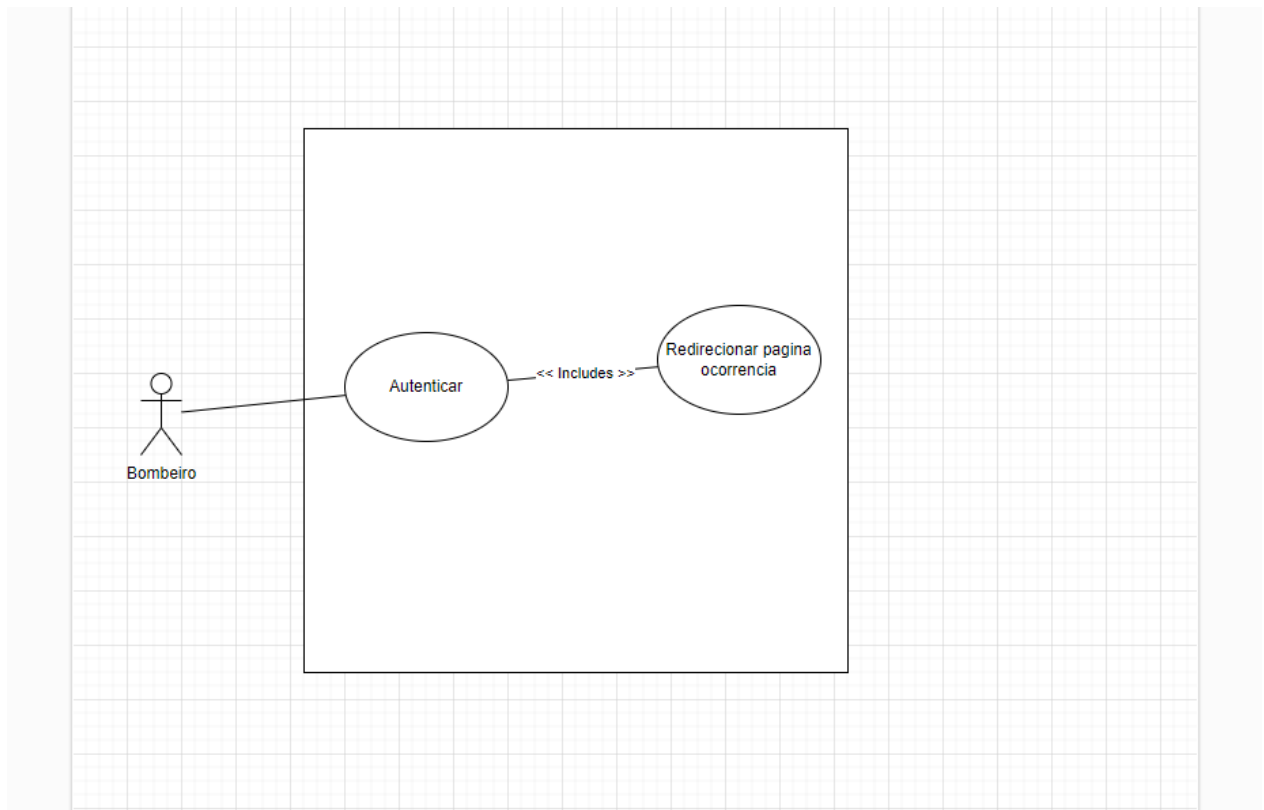 Redirecionar pagina
ocorrencia
<< Includes >>
Autenticar
Bombeiro